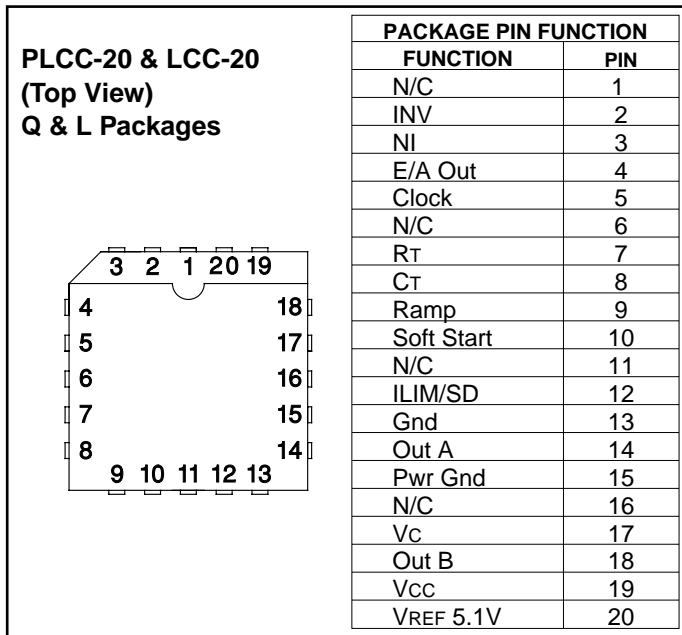 PLCC-20 & LCC-20
(Top View)
Q & L Packages
3 2 1 20 19
4 18
5 17
6 16
7 15
8 14
9 10 11 12 13
PACKAGE PIN FUNCTION
FUNCTION PIN
N/C 1
INV 2
NI 3
E/A Out 4
Clock 5
N/C 6
RT 7
CT 8
Ramp 9
Soft Start 10
N/C 11
ILIM/SD 12
Gnd 13
Out A 14
Pwr Gnd 15
N/C 16
VC 17
Out B 18
VCC 19
VREF 5.1V 20